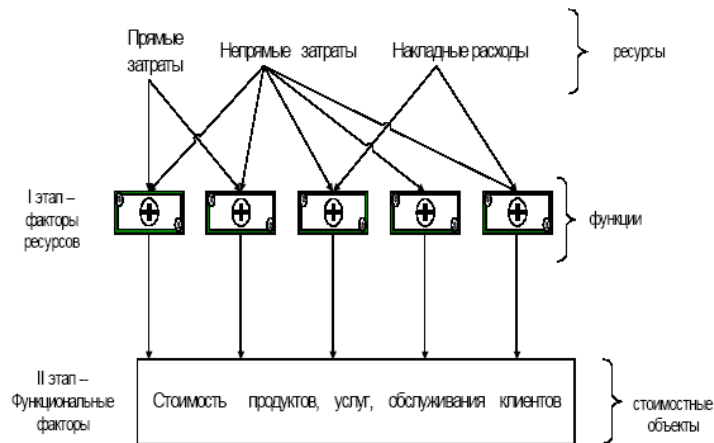 Прямые
затраты
Непрямые затраты
Накладные расходы
ресурсы
I этап –
факторы
ресурсов
функции
II этап –
Функциональные
факторы
Стоимость продуктов, услуг, обслуживания клиентов
стоимостные
объекты